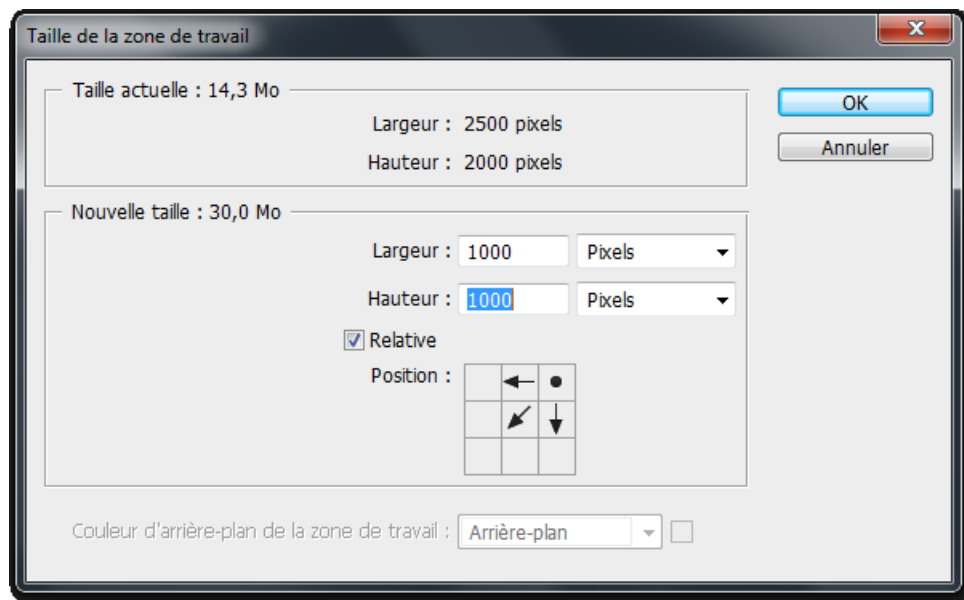 Taille de la zone de travail
Taille actuelle : 14,3 Mo
Largeur : 2500 pixels
Hauteur : 2000 pixels
OK
Annuler
Nouvelle taille : 30,0 Mo
Largeur : 1000 Pixels
Hauteur : 1000 Pixels
Relative
Position :
Couleur d'arrière-plan de la zone de travail : Arrière-plan